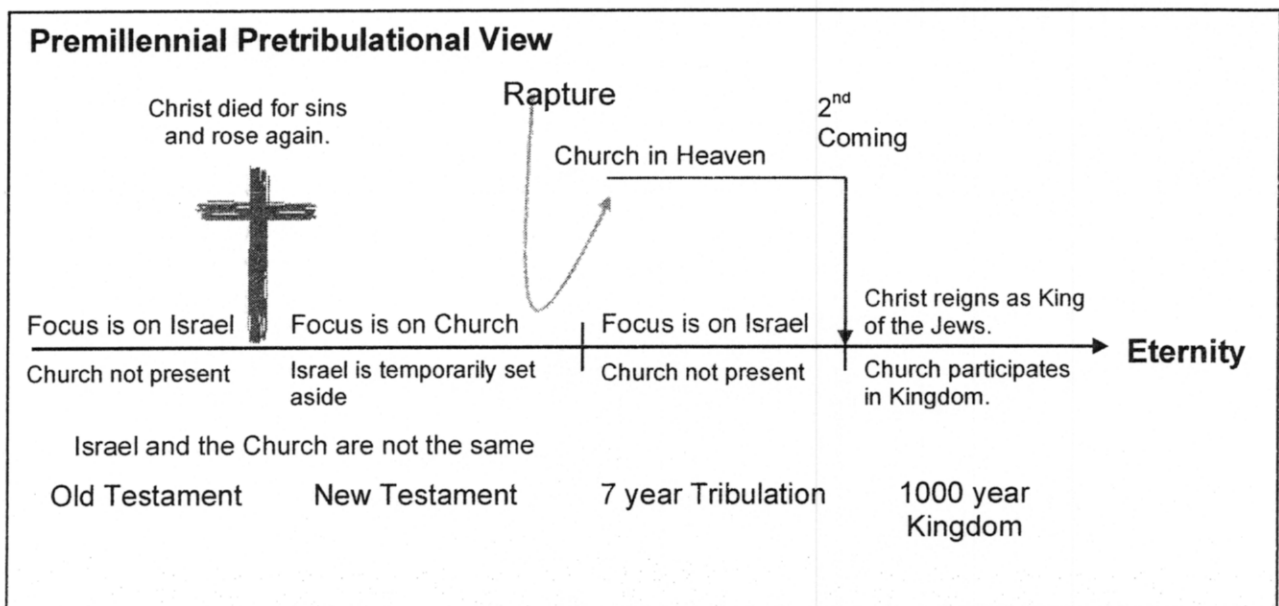 Premillennial Pretribulational View
Christ died for sins
and rose again.
Rapture
2nd
Coming
Church in Heaven
Focus is on Israel
Focus is on Church
Focus is on Israel
Christ reigns as King
of the Jews.
Eternity
Church not present
Israel is temporarily set
aside
Church not present
Church participates
in Kingdom.
Israel and the Church are not the same
Old Testament
New Testament
7 year Tribulation
1000 year
Kingdom